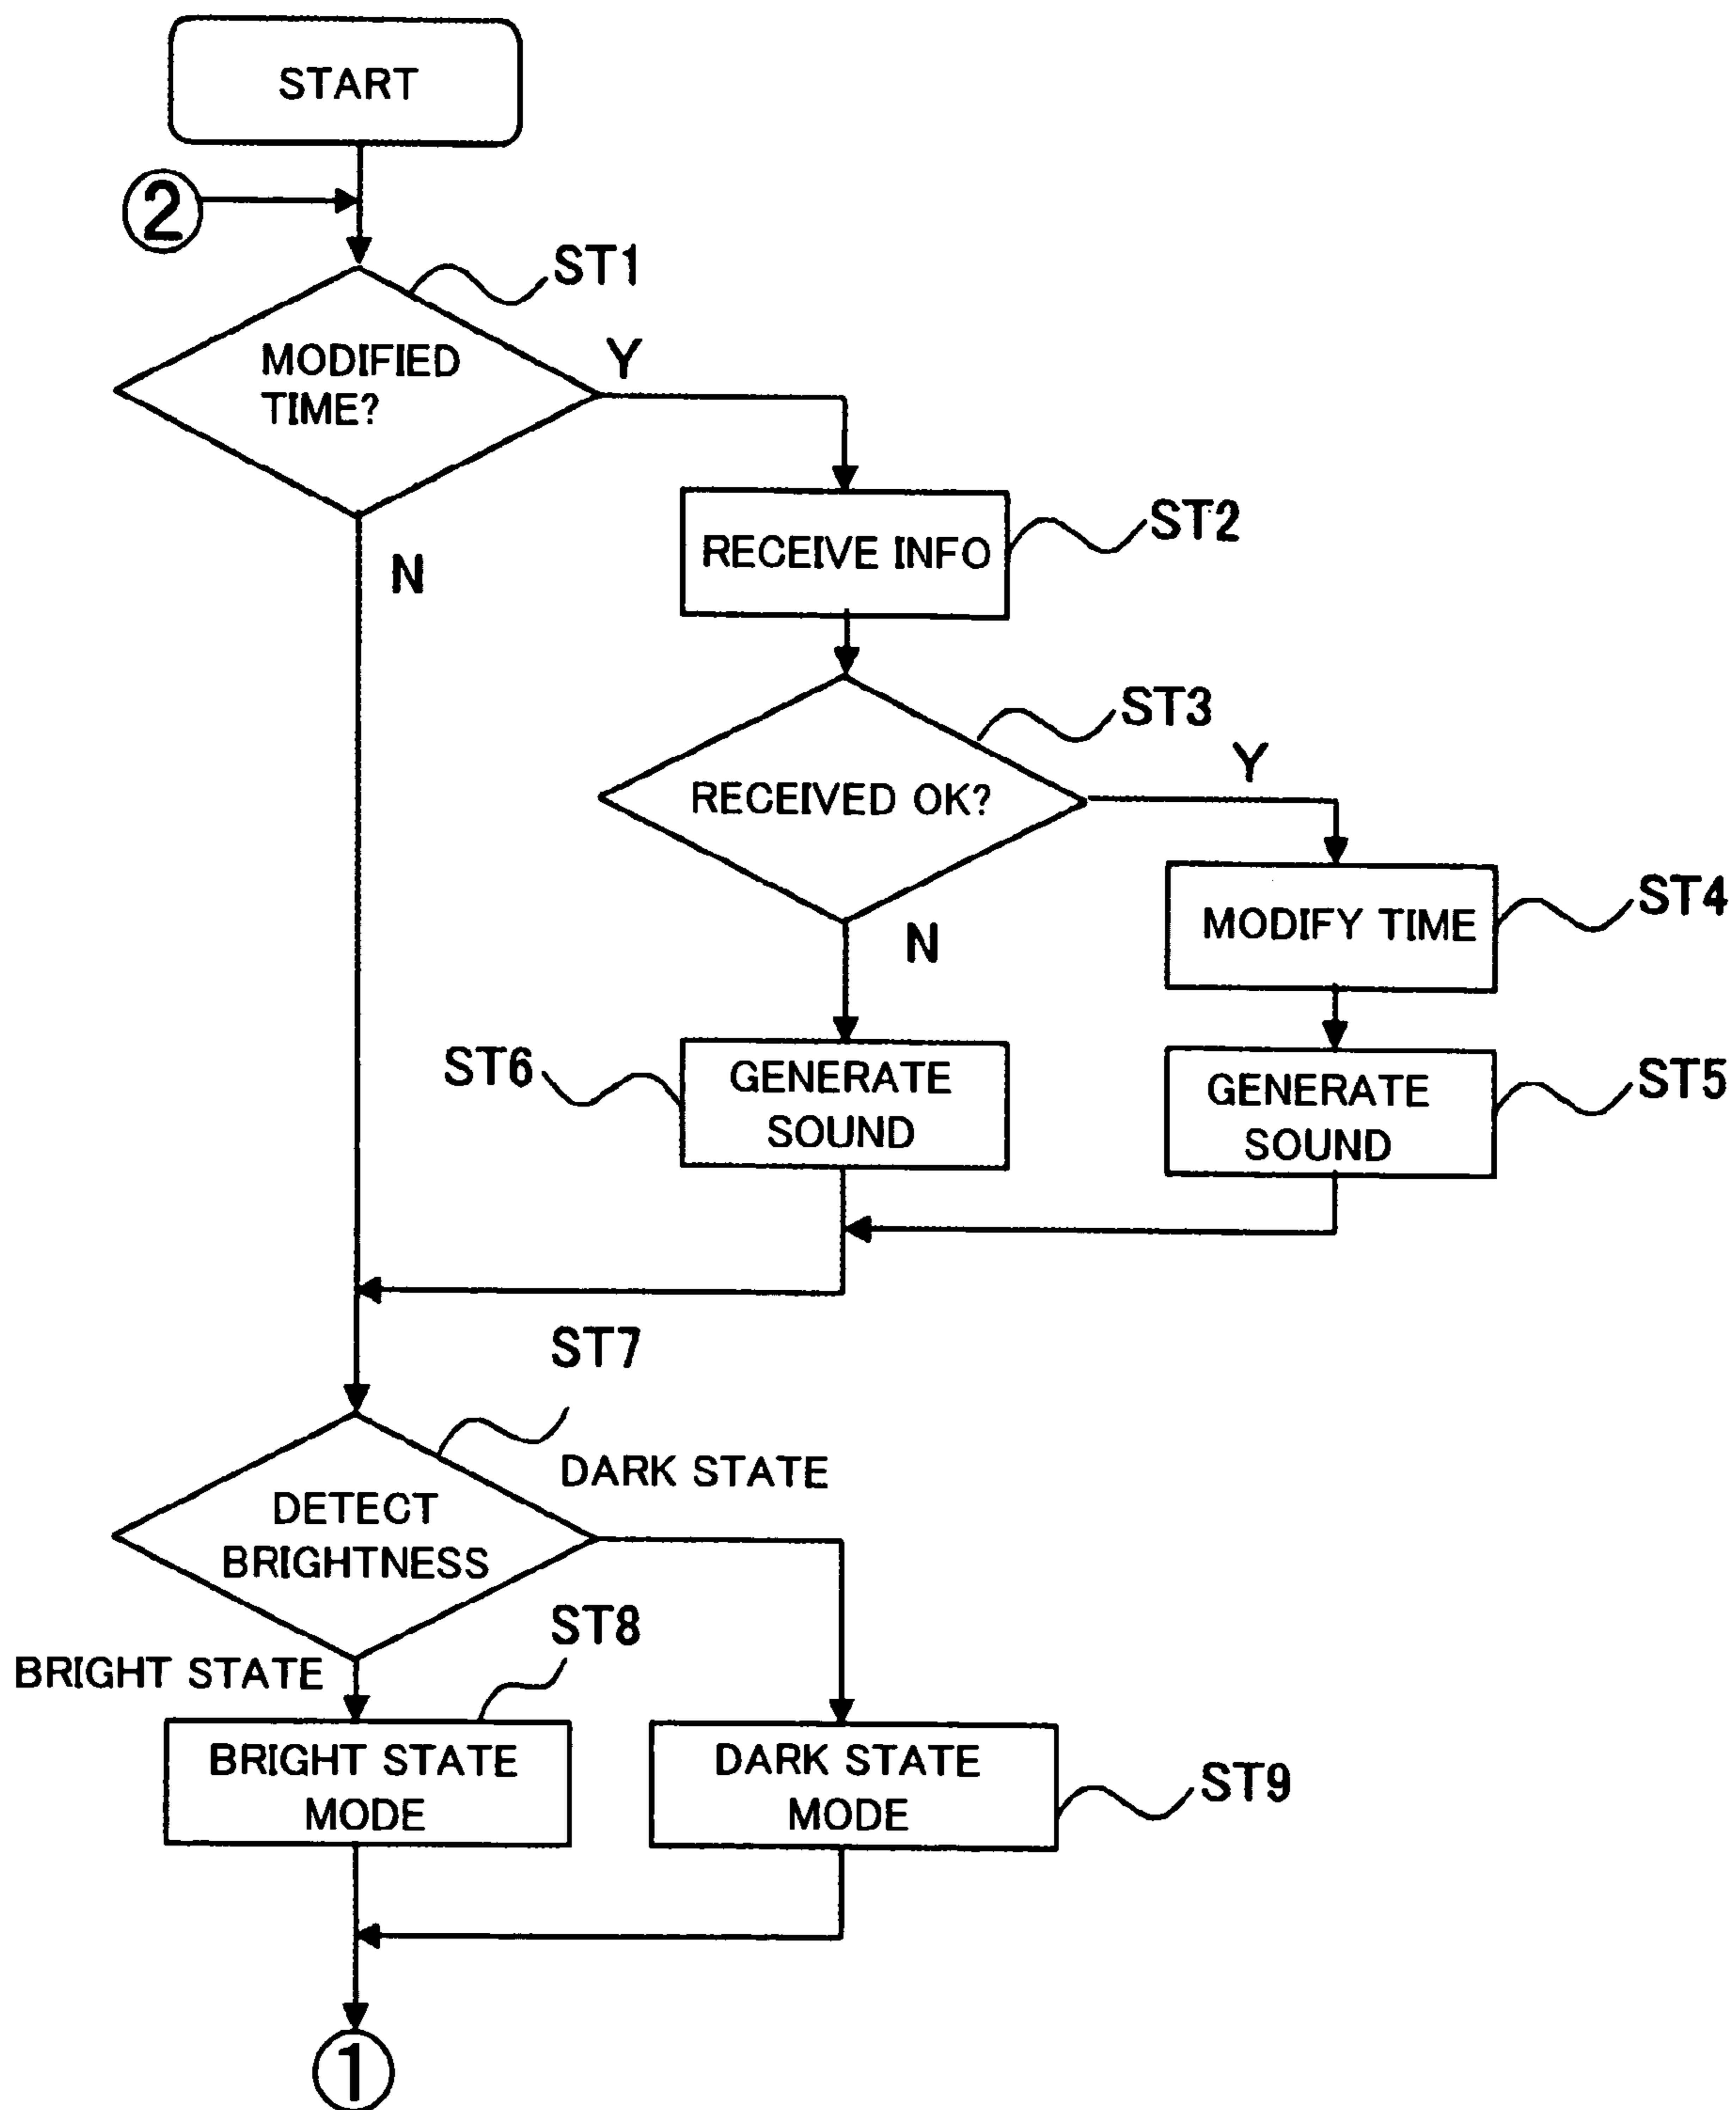 START
②
ST1
MODIFIED
TIME?
Y
N
RECEIVE INFO
ST2
ST3
RECEIVED OK?
Y
N
MODIFY TIME
ST4
ST6
GENERATE
SOUND
GENERATE
SOUND
ST5
ST7
DARK STATE
DETECT
BRIGHTNESS
ST8
BRIGHT STATE
BRIGHT STATE
MODE
DARK STATE
MODE
ST9
①